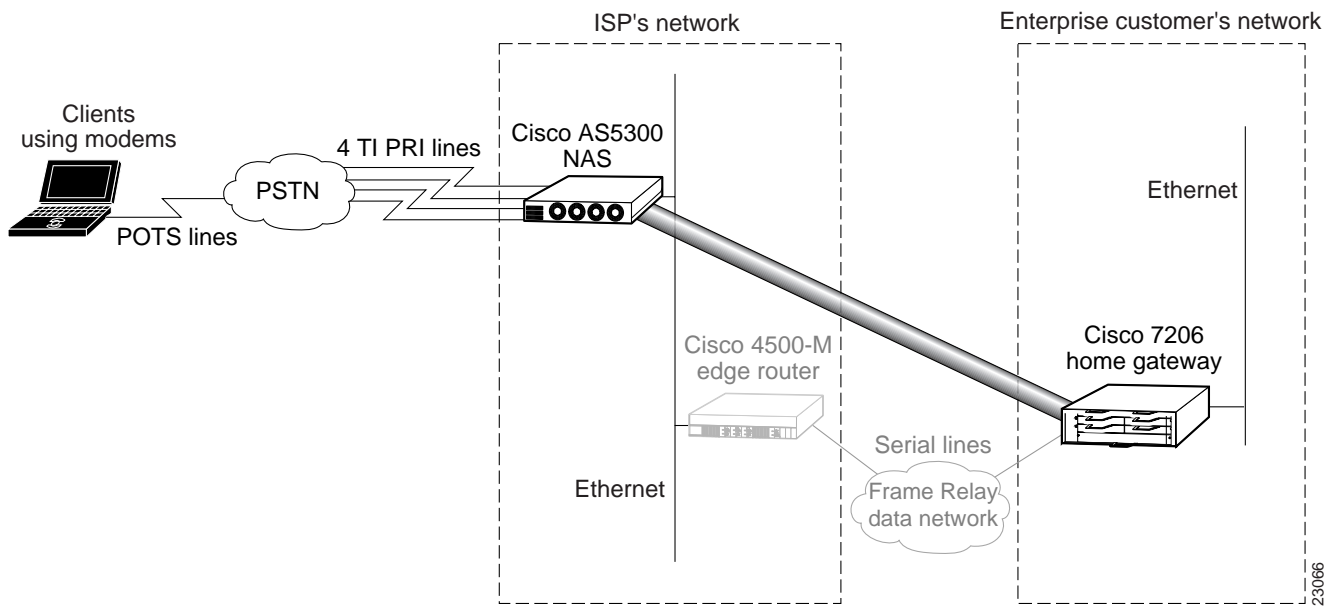 ISP's network
Enterprise customer's network
Clients
using modems
4 TI PRI lines
Cisco AS5300
NAS
PSTN
POTS lines
Ethernet
Cisco 4500-M
edge router
Cisco 7206
home gateway
Serial lines
Ethernet
Frame Relay
data network
23066